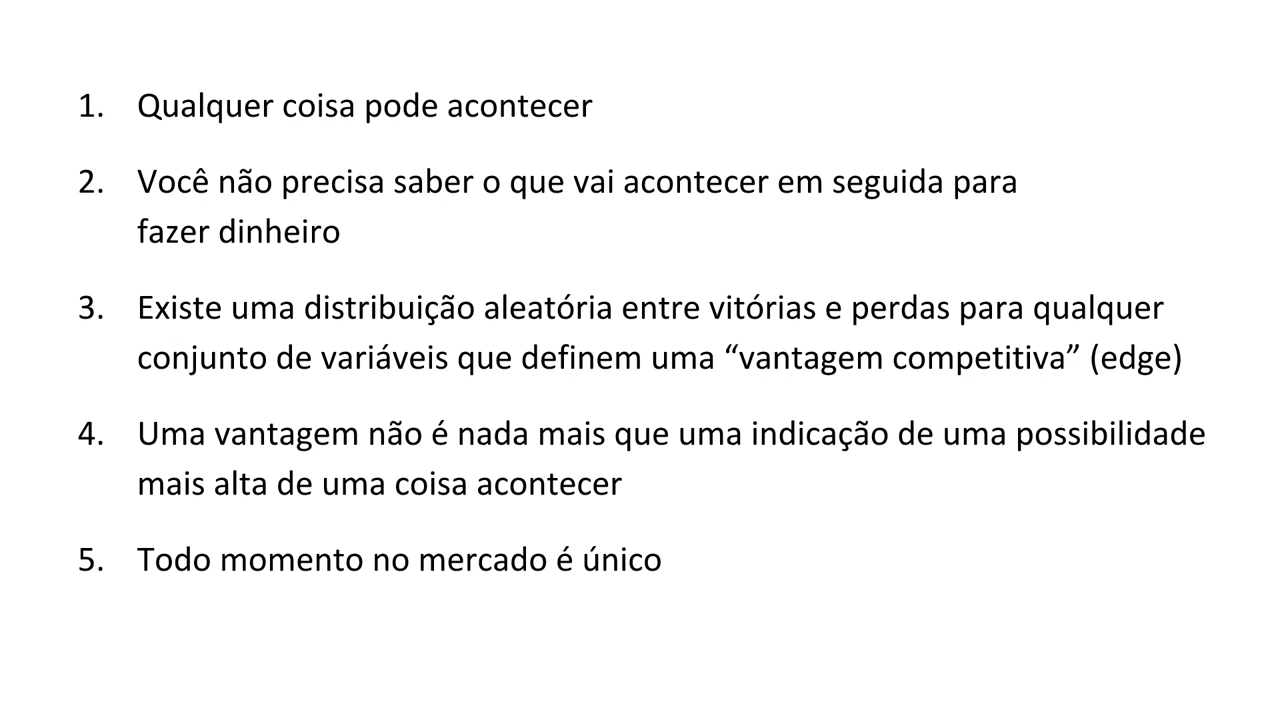 1. Qualquer coisa pode acontecer
2. Você não precisa saber o que vai acontecer em seguida para
fazer dinheiro
3. Existe uma distribuição aleatória entre vitórias e perdas para qualquer
conjunto de variáveis que definem uma “vantagem competitiva” (edge)
4. Uma vantagem não é nada mais que uma indicação de uma possibilidade
mais alta de uma coisa acontecer
5. Todo momento no mercado é único